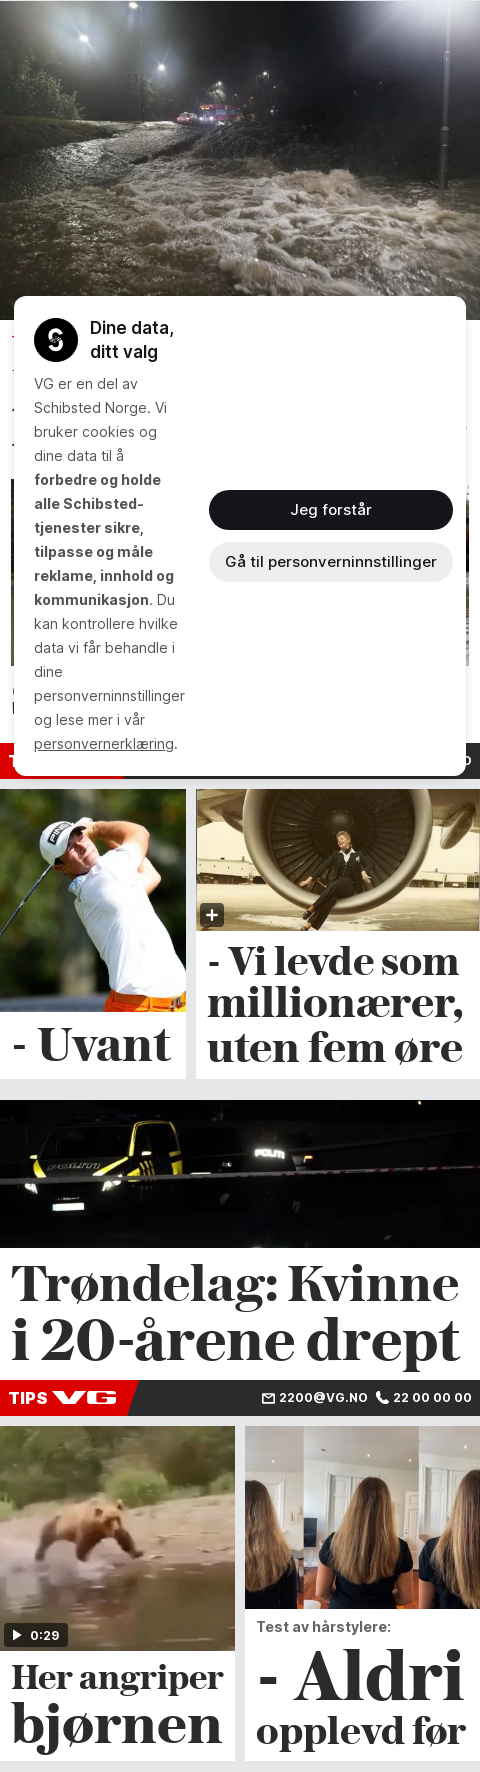 Dine data,
ditt valg
VG er en del av
Schibsted Norge. Vi
bruker cookies og
dine data til å
forbedre og holde
alle Schibsted-
tjenester sikre,
tilpasse og måle
reklame, innhold og
kommunikasjon. Du
kan kontrollere hvilke
data vi får behandle i
dine
personverninnstillinger
og lese mer i vår
personvernerklæring.
Jeg forstår
Gå til personverninnstillinger
PING
- Uvant
- Vi levde som
millionærer,
uten fem øre
POLITI
POLITI
Trøndelag: Kvinne
i 20-årene drept
TIPS VG
2200@VG.NO
22 00 00 00
0:29
Her angriper
bjørnen
Test av hårstylere:
- Aldri
opplevd før